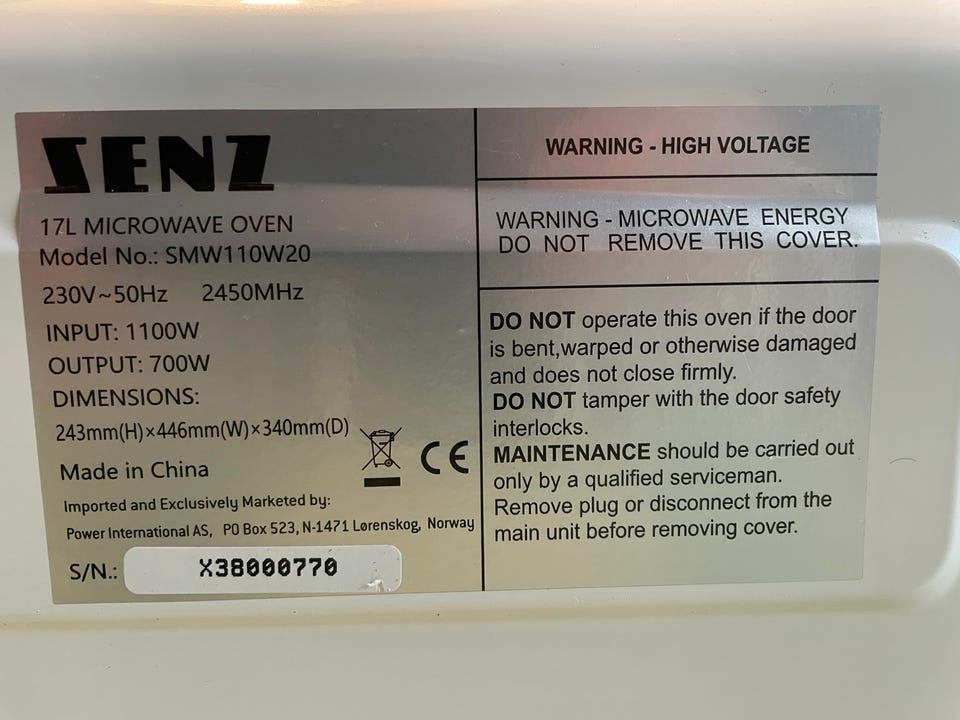 SENZ
17L MICROWAVE OVEN
Model No.: SMW110W20
230V~50Hz 2450MHz
INPUT: 1100W
OUTPUT: 700W
DIMENSIONS:
243mm(H)×446mm(W)×340mm(D)
CE
Made in China
Imported and Exclusively Marketed by:
Power International AS, PO Box 523, N-1471 Lørenskog, Norway
S/N.: X38000770
WARNING - HIGH VOLTAGE
WARNING - MICROWAVE ENERGY
DO NOT REMOVE THIS COVER.
DO NOT operate this oven if the door
is bent,warped or otherwise damaged
and does not close firmly.
DO NOT tamper with the door safety
interlocks.
MAINTENANCE should be carried out
only by a qualified serviceman.
Remove plug or disconnect from the
main unit before removing cover.